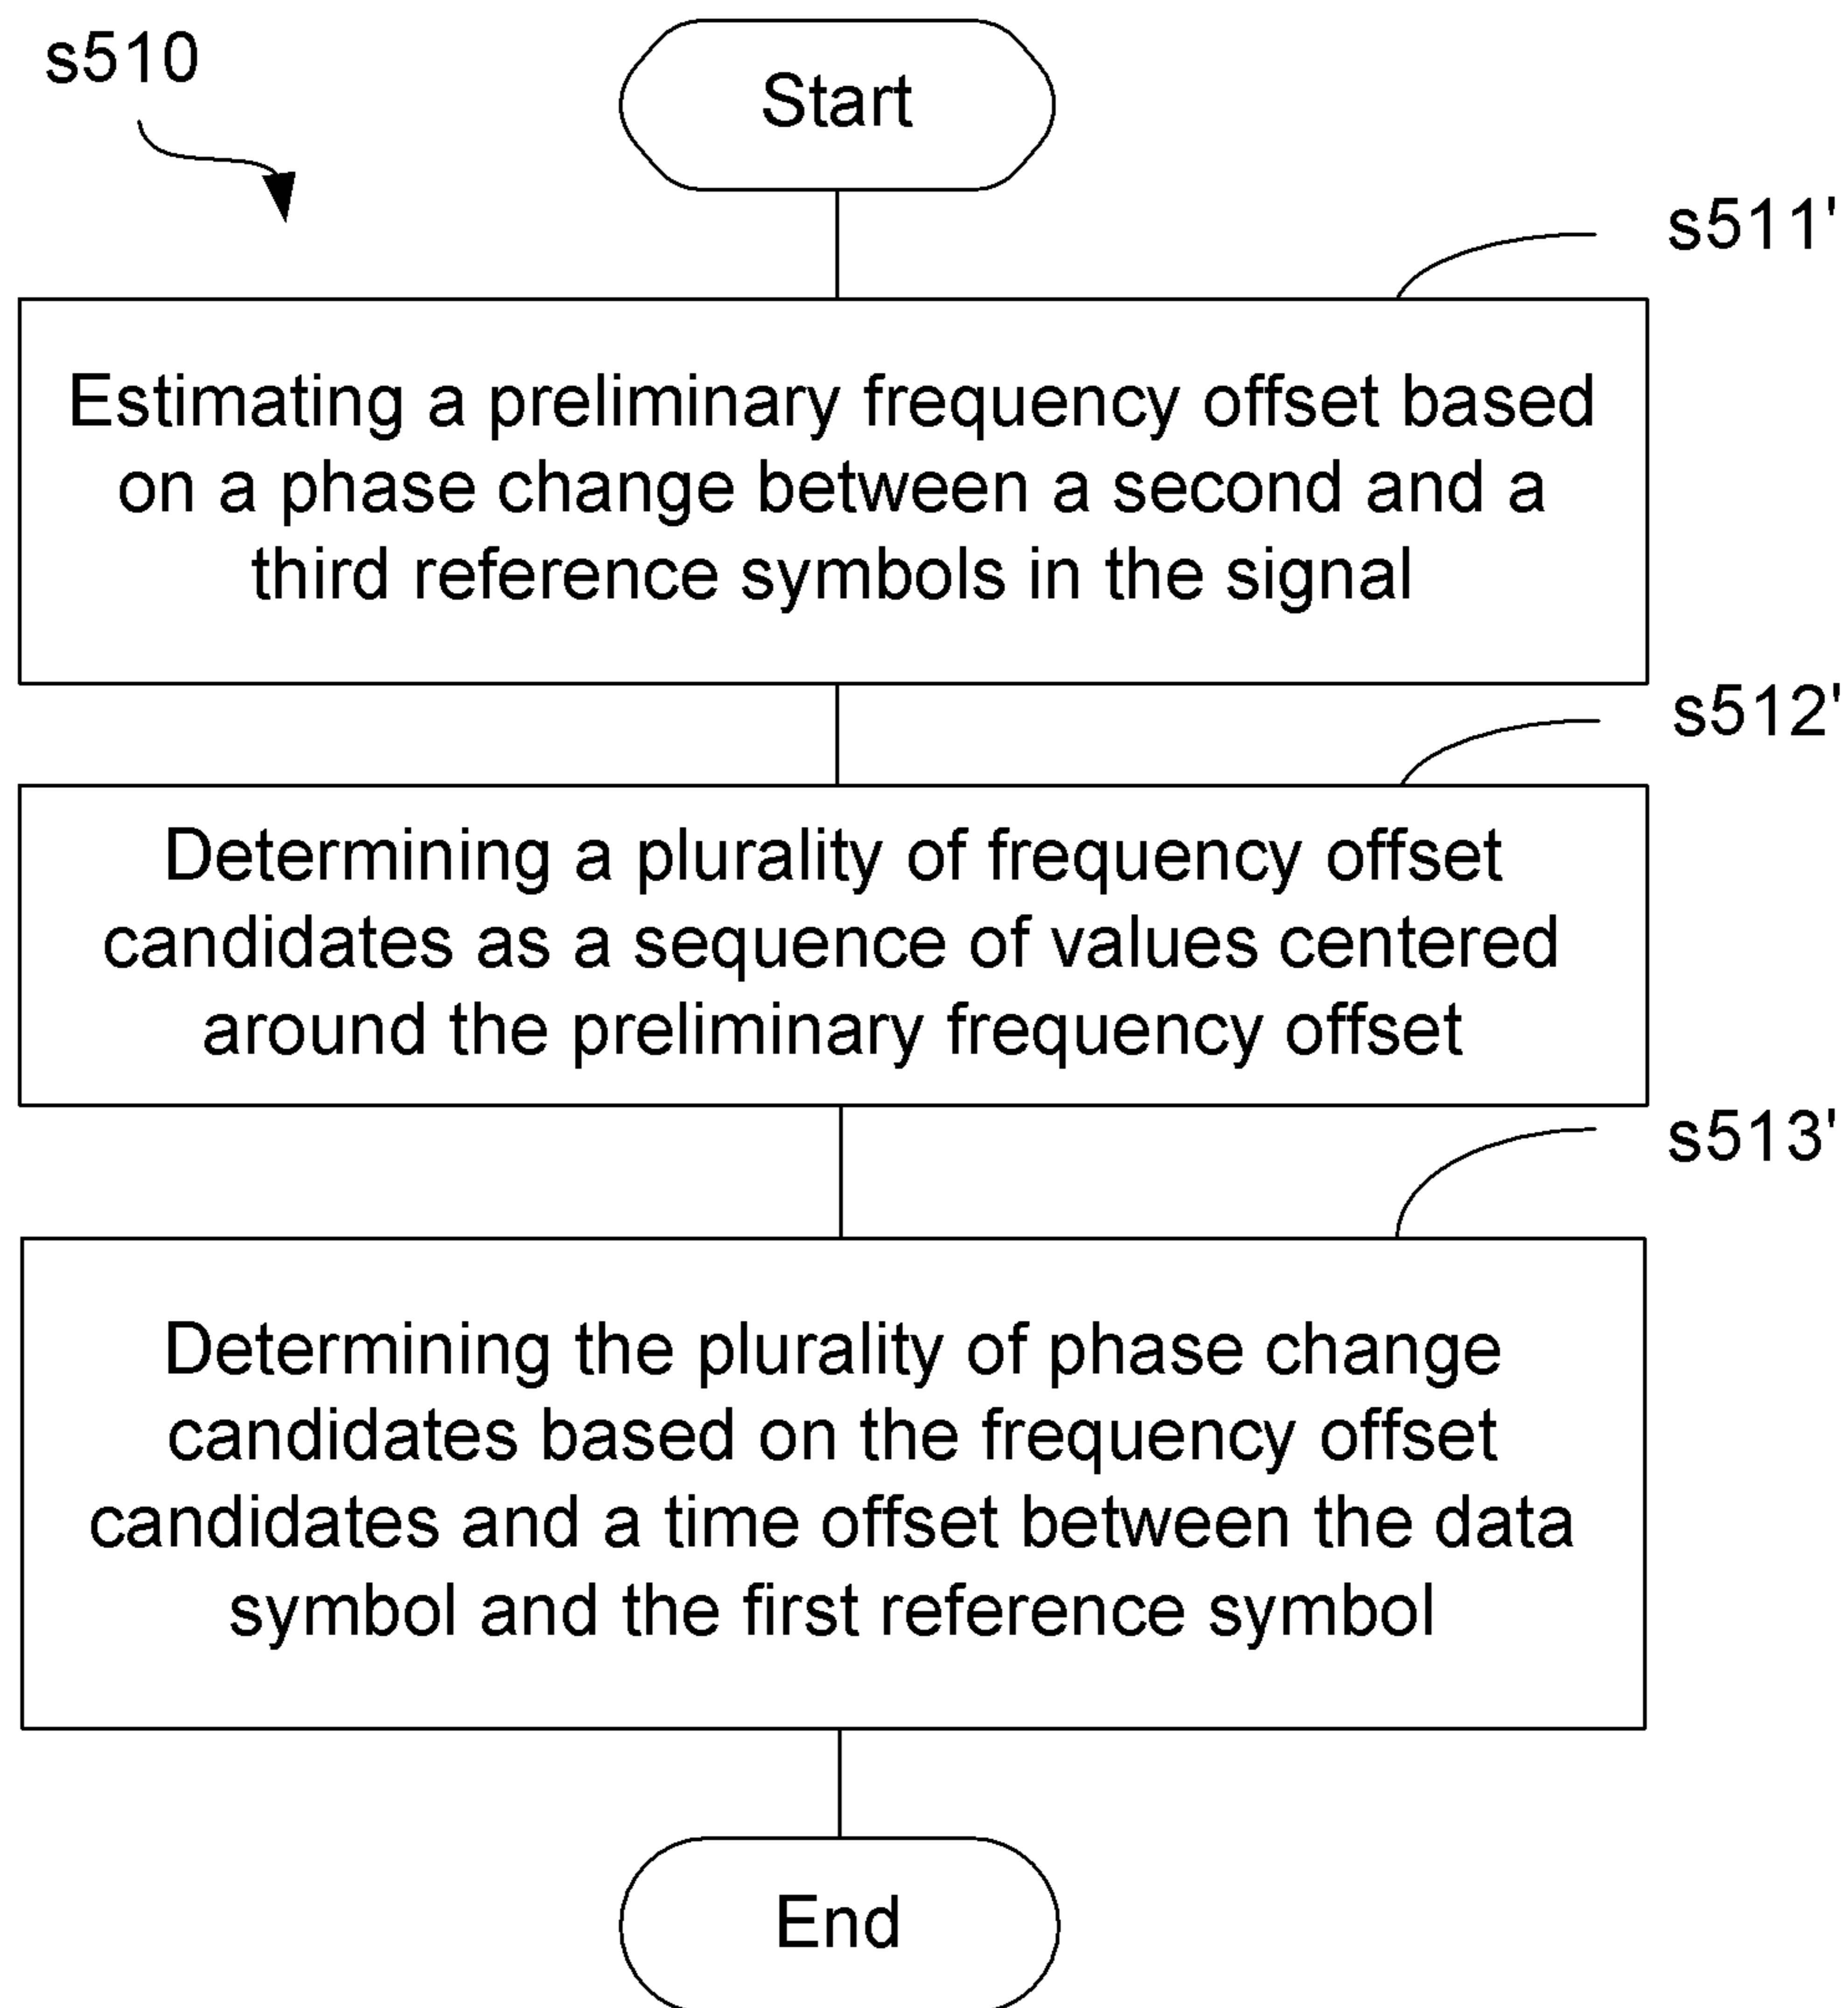 s510
Start
s511'
Estimating a preliminary frequency offset based
on a phase change between a second and a
third reference symbols in the signal
s512'
Determining a plurality of frequency offset
candidates as a sequence of values centered
around the preliminary frequency offset
s513'
Determining the plurality of phase change
candidates based on the frequency offset
candidates and a time offset between the data
symbol and the first reference symbol
End